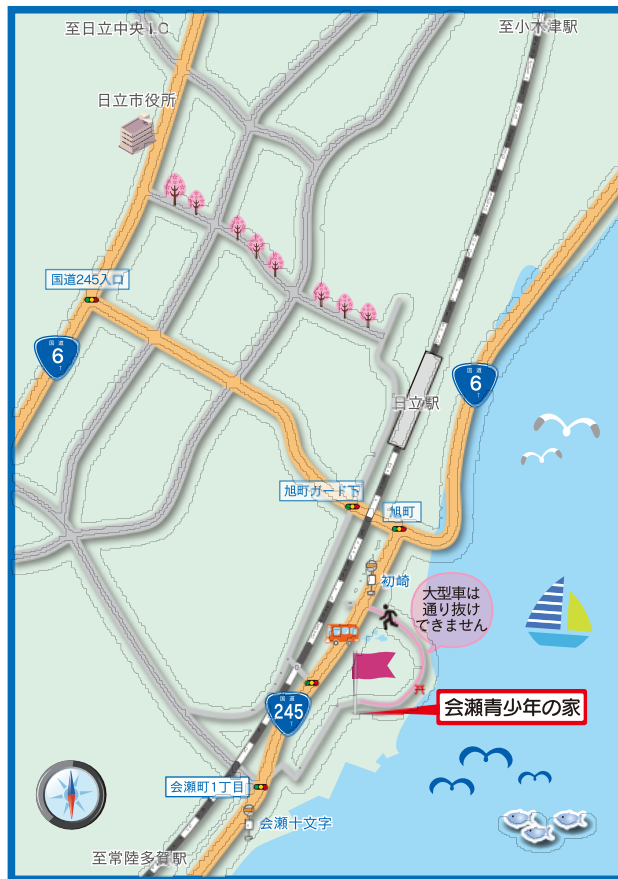 至日立中央I.C.
至小木津駅
日立市役所
国道245入口
国道
6
国道
6
日立駅
旭町ガード下
旭町
初崎
大型車は
通り抜け
できません
国道
245
会瀬青少年の家
会瀬町1丁目
会瀬十文字
至常陸多賀駅